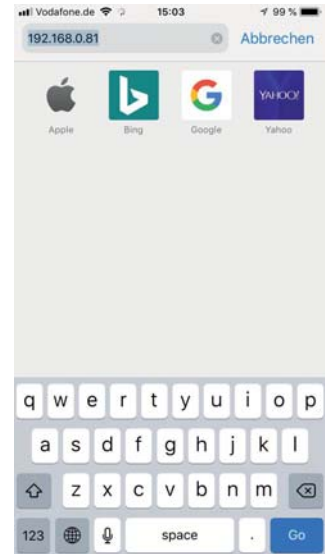 Vodafone.de 15:03 99 %
192.168.0.81 Abbrechen
YAHOO!
Apple Bing Google Yahoo
q w e r t y u i o p
a s d f g h j k l
z x c v b n m
123 space . Go